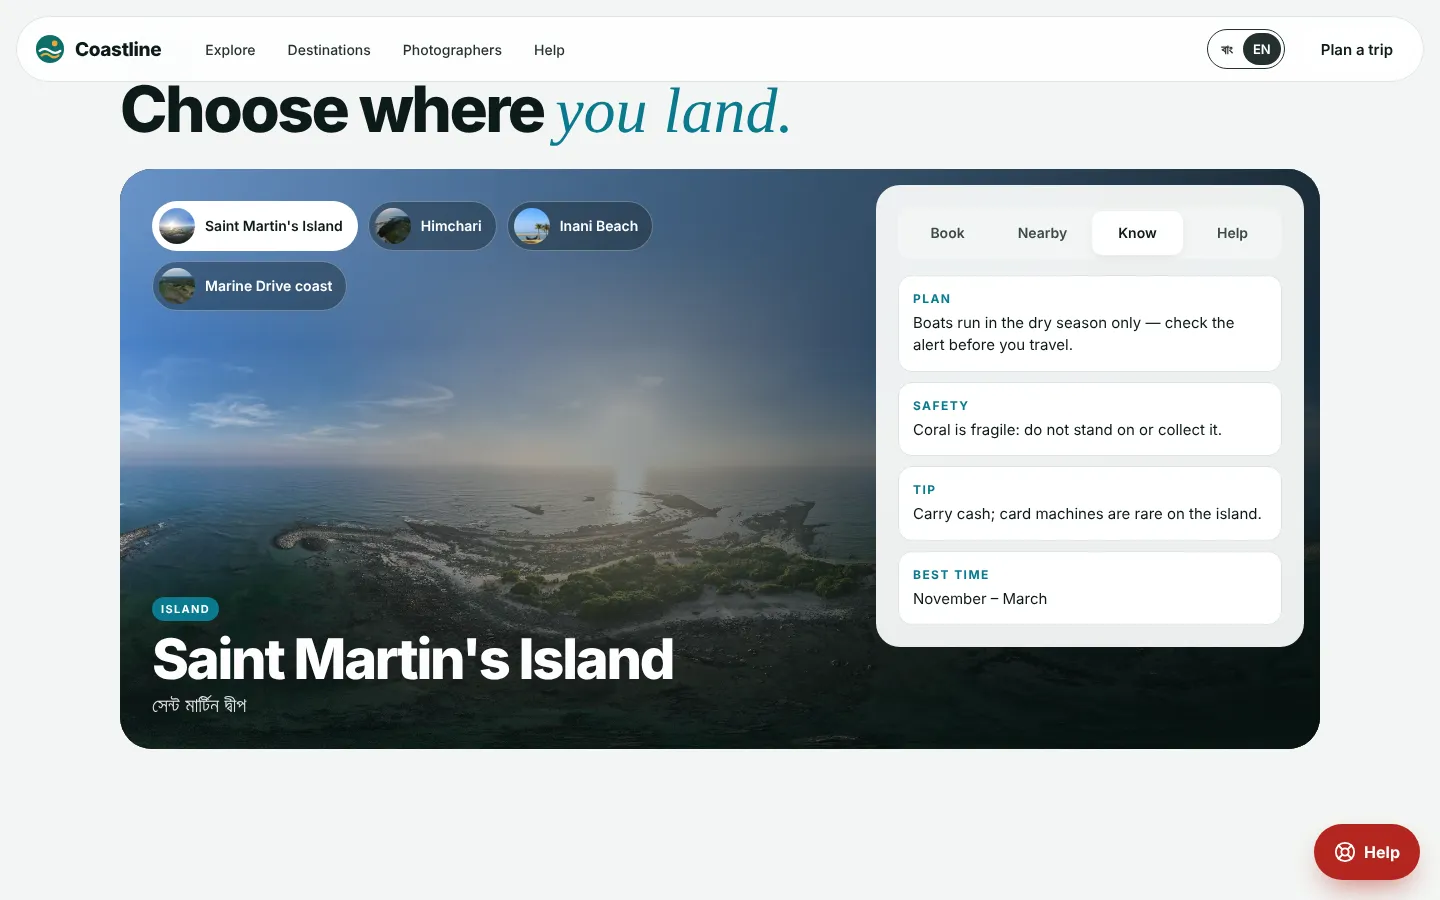 Coastline
Explore
Destinations
Photographers
Help
বাং
EN
Plan a trip
Choose where you land.
Saint Martin's Island
Himchari
Inani Beach
Marine Drive coast
Book
Nearby
Know
Help
PLAN
Boats run in the dry season only — check the
alert before you travel.
SAFETY
Coral is fragile: do not stand on or collect it.
TIP
Carry cash; card machines are rare on the island.
BEST TIME
November – March
ISLAND
Saint Martin's Island
সেন্ট মার্টিন দ্বীপ
Help